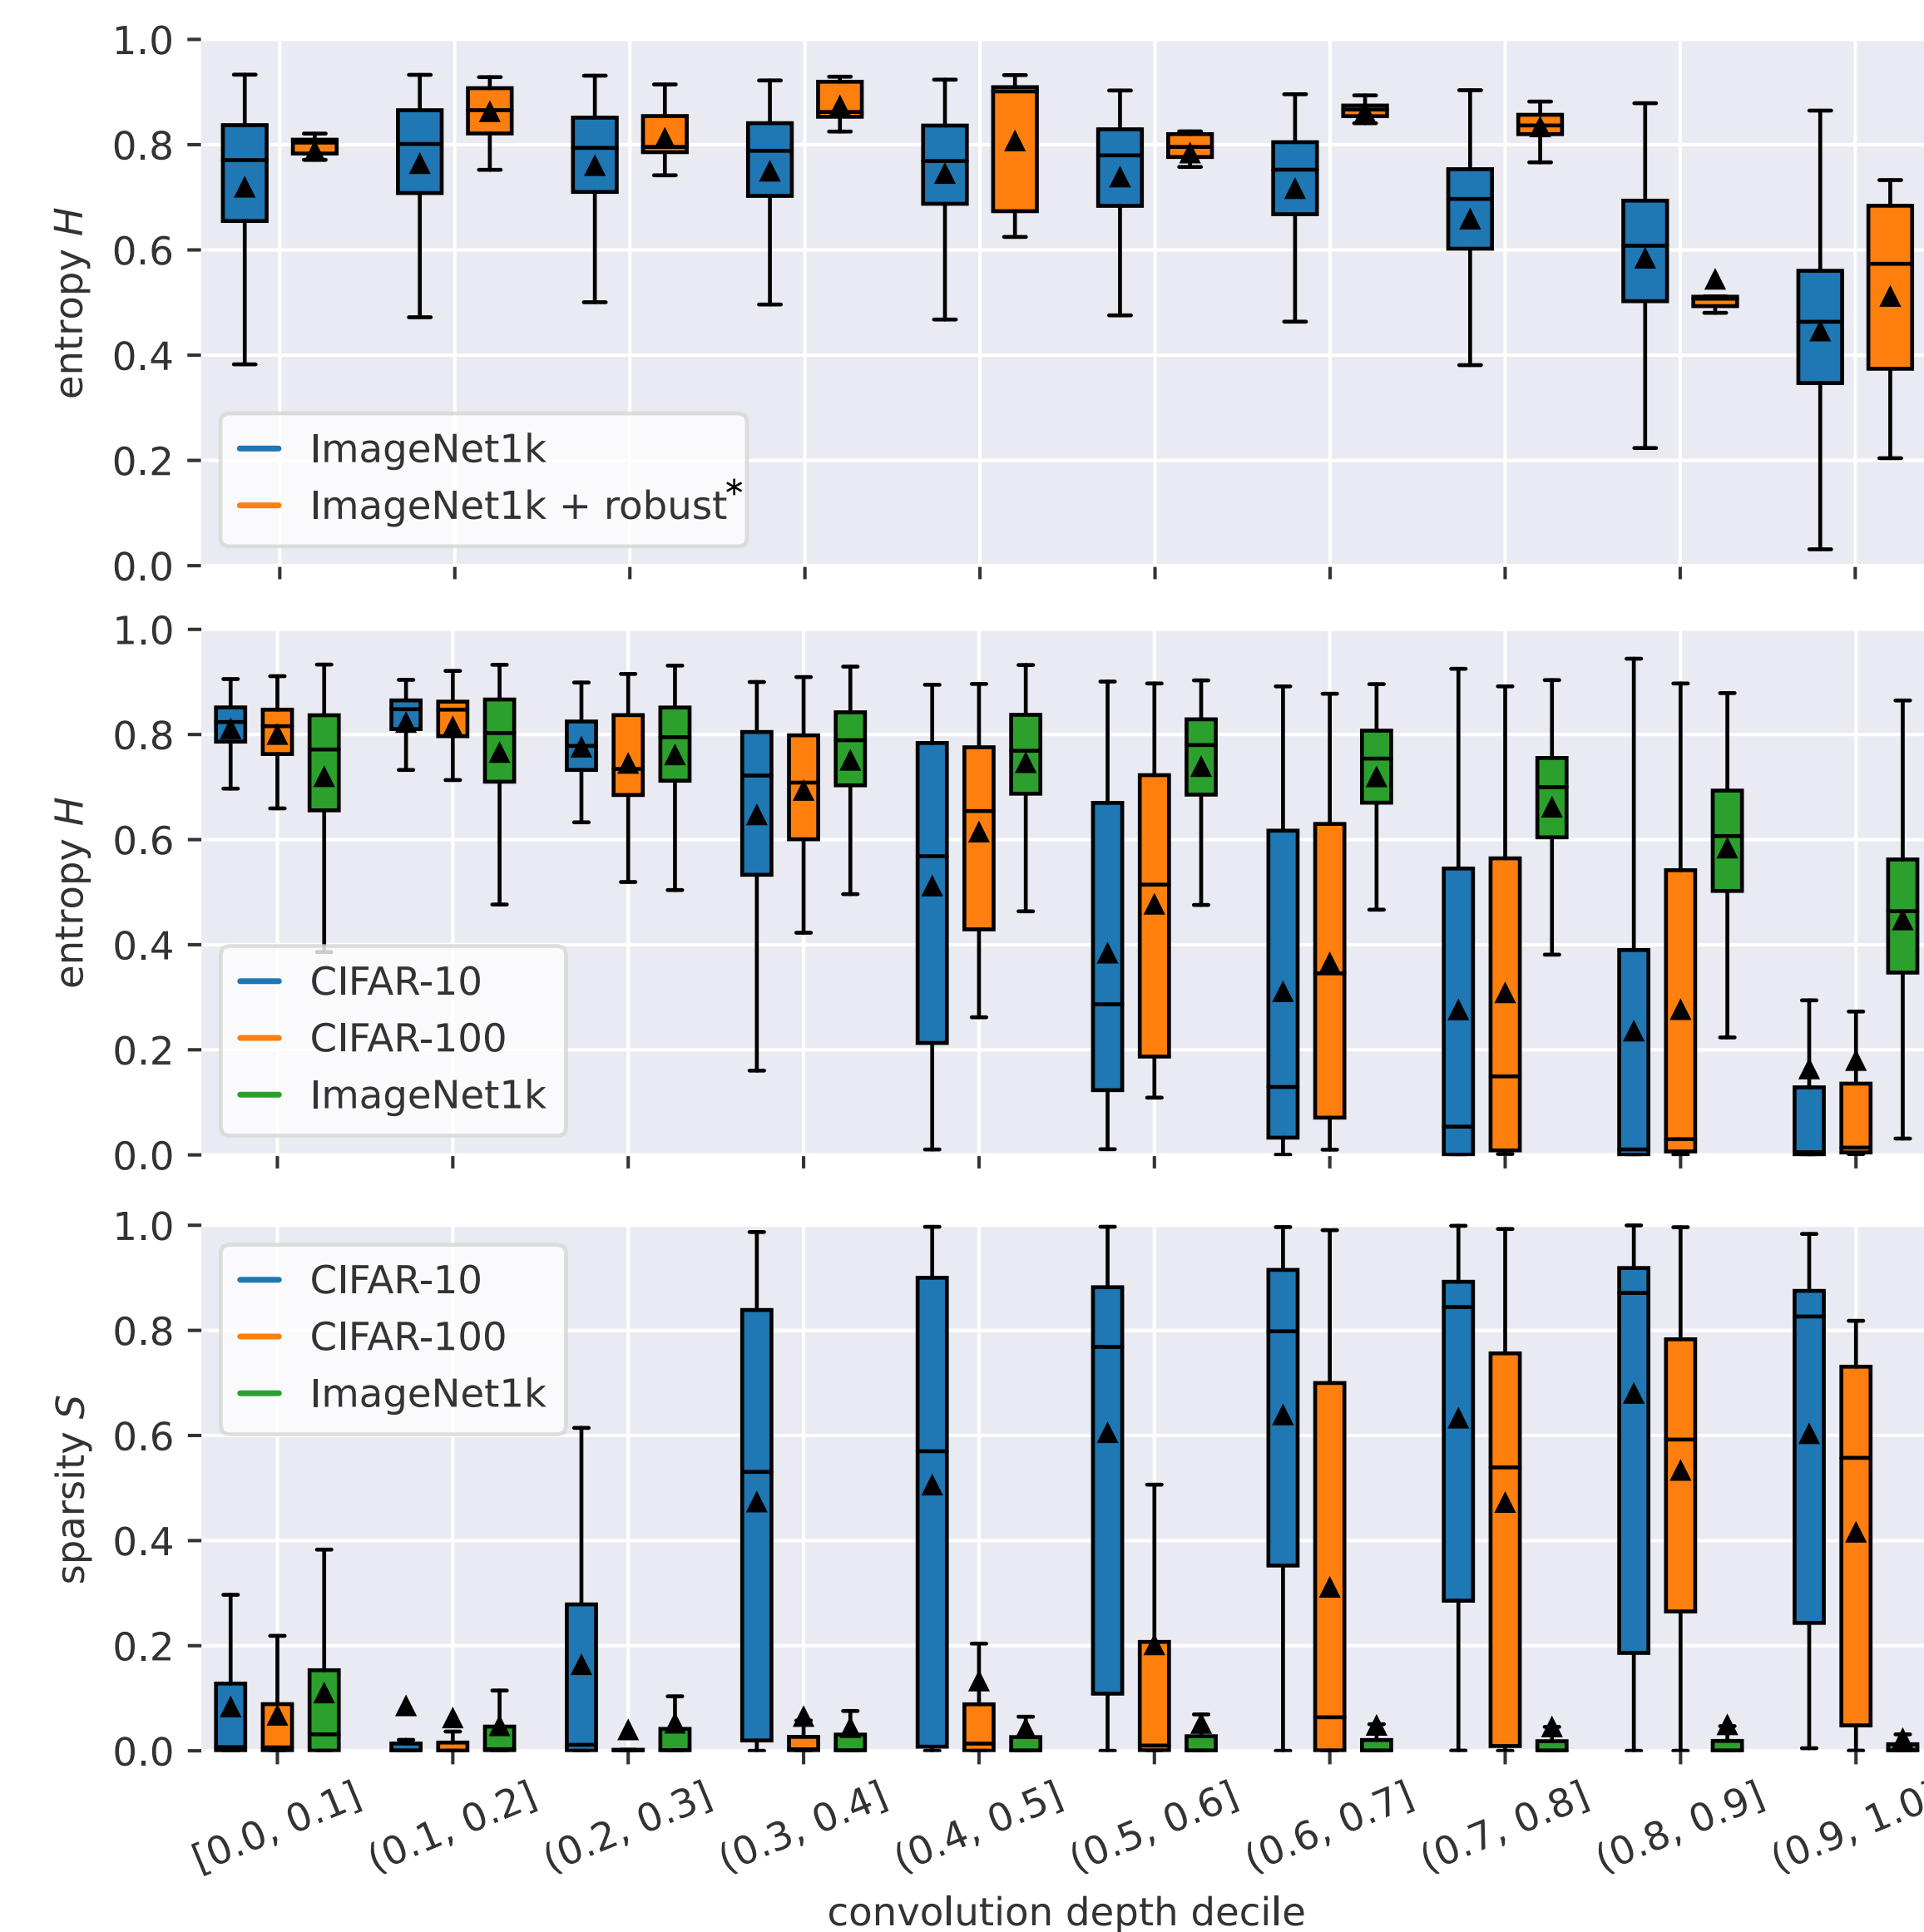 1.0
0.8
0.6
0.4
0.2
0.0
entropy H
ImageNet1k
ImageNet1k + robust*
1.0
0.8
0.6
0.4
0.2
0.0
entropy H
CIFAR-10
CIFAR-100
ImageNet1k
1.0
0.8
0.6
0.4
0.2
0.0
sparsity S
CIFAR-10
CIFAR-100
ImageNet1k
[0.0, 0.1]
(0.1, 0.2]
(0.2, 0.3]
(0.3, 0.4]
(0.4, 0.5]
(0.5, 0.6]
(0.6, 0.7]
(0.7, 0.8]
(0.8, 0.9]
(0.9, 1.0
convolution depth decile